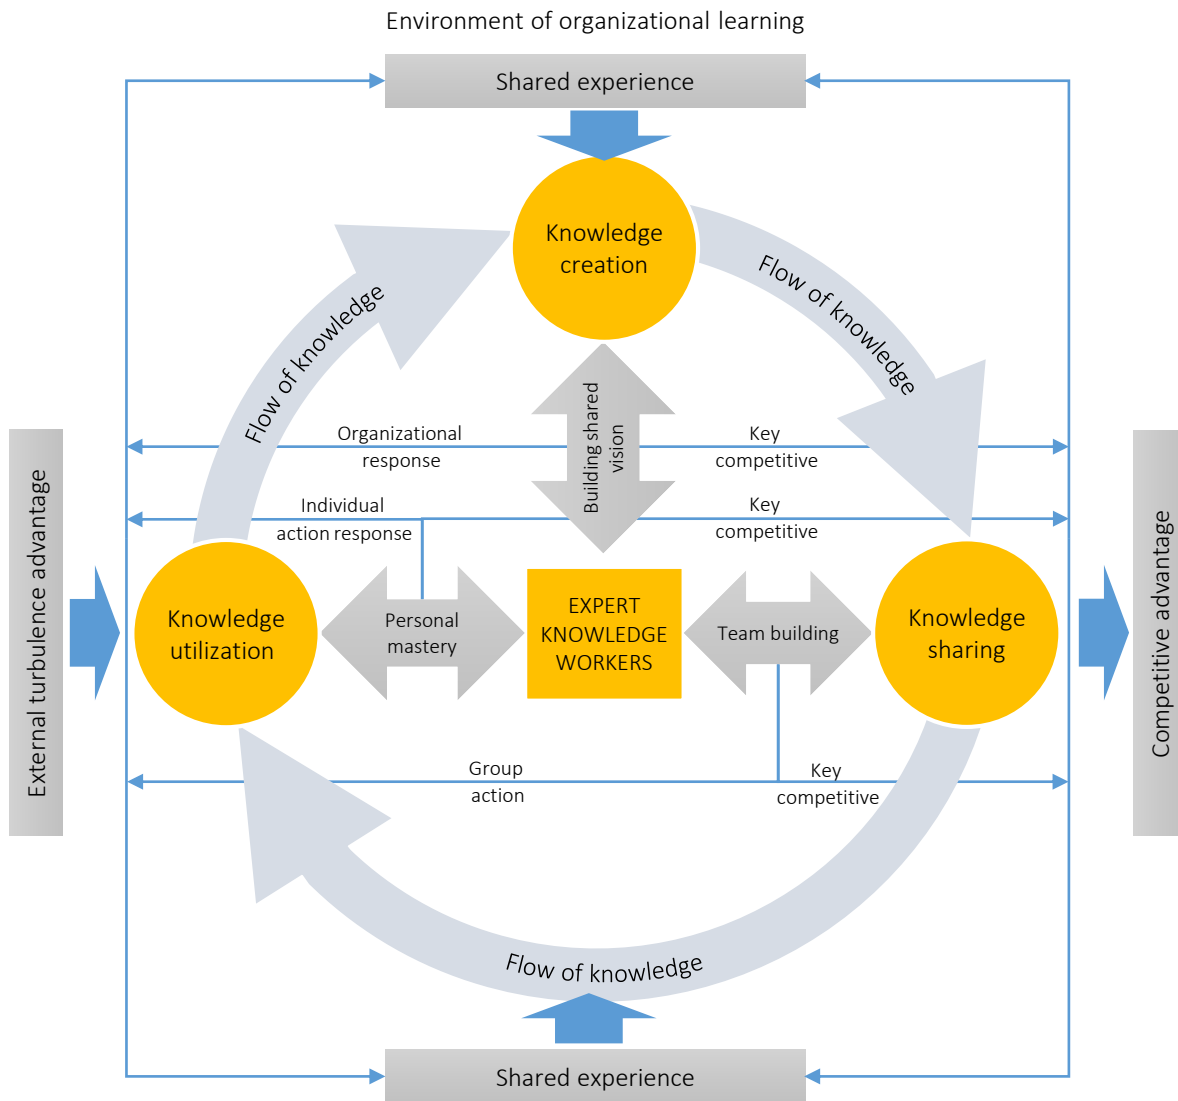 Environment of organizational learning
Shared experience
Knowledge
creation
Flow of knowledge
Flow of knowledge
Building shared
vision
Organizational
response
Key
competitive
Individual
action response
Key
competitive
External turbulence advantage
Knowledge
utilization
Personal
mastery
EXPERT
KNOWLEDGE
WORKERS
Team building
Knowledge
sharing
Competitive advantage
Group
action
Key
competitive
Flow of knowledge
Shared experience